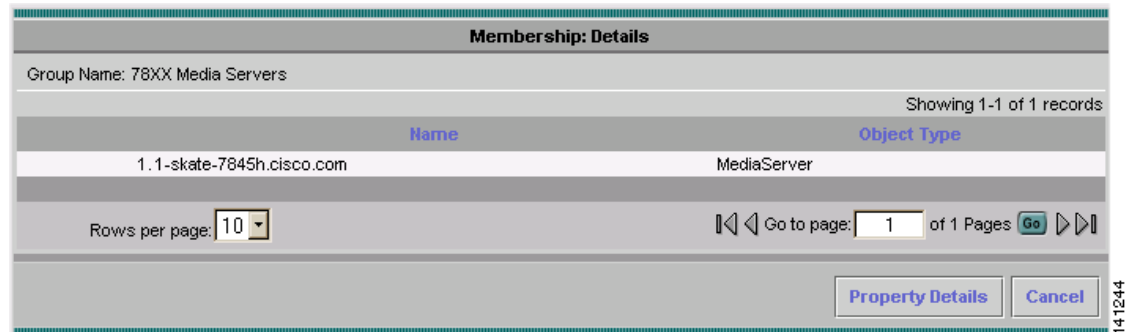 Membership: Details
Group Name: 78XX Media Servers
Showing 1-1 of 1 records
Name Object Type
1.1-skate-7845h.cisco.com MediaServer
Rows per page: 10 Go to page: 1 of 1 Pages Go
Property Details Cancel
141244